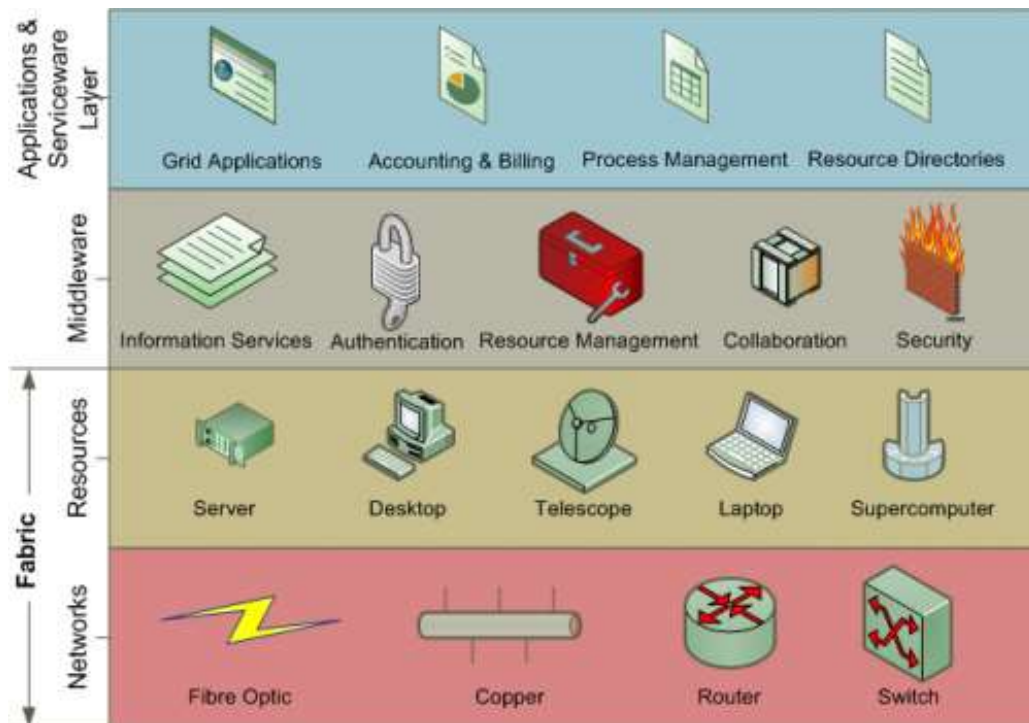 Applications &
Serviceware
Layer
Grid Applications
Accounting & Billing
Process Management
Resource Directories
Middleware
Information Services
Authentication
Resource Management
Collaboration
Security
Fabric
Resources
Server
Desktop
Telescope
Laptop
Supercomputer
Networks
Fibre Optic
Copper
Router
Switch